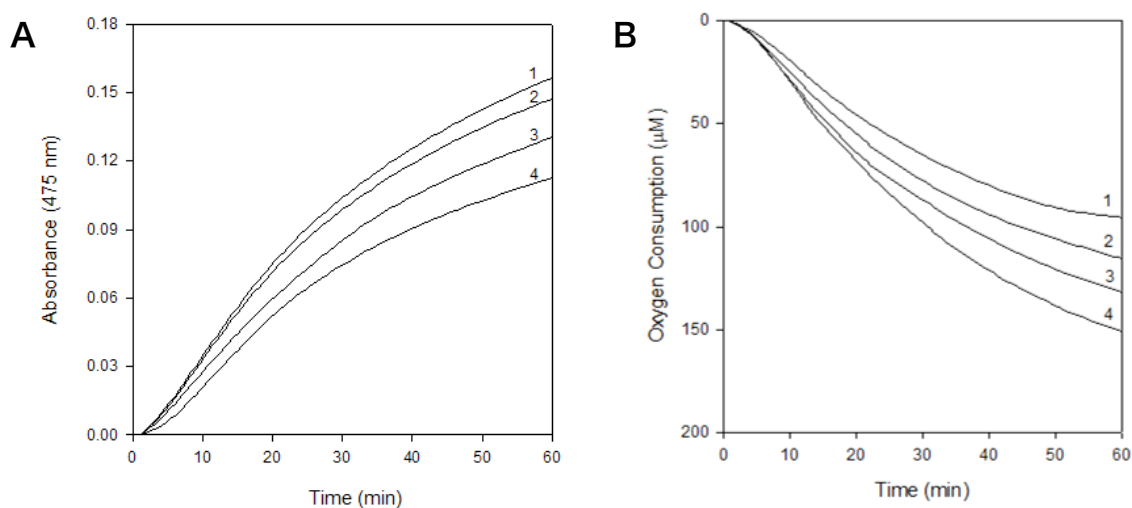 A
Absorbance (475 nm)
0.18
0.15
0.12
0.09
0.06
0.03
0.00
1
2
3
4
0 10 20 30 40 50 60
Time (min)
B
Oxygen Consumption (μM)
0
50
100
150
200
1
2
3
4
0 10 20 30 40 50 60
Time (min)